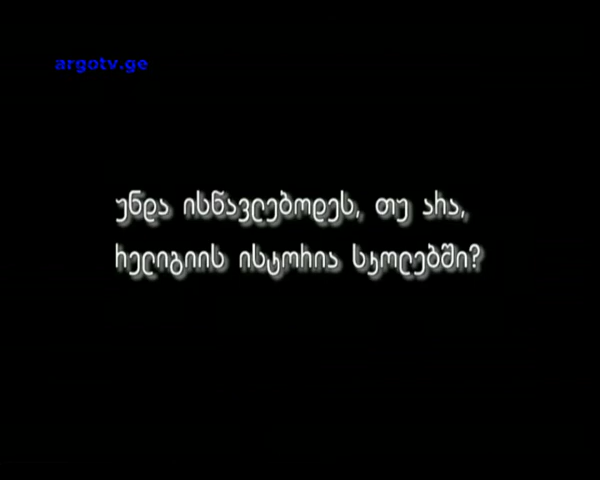 argotv.ge
უნდა ისწავლებოდეს, თუ არა,
რელიგიის ისტორია სკოლებში?